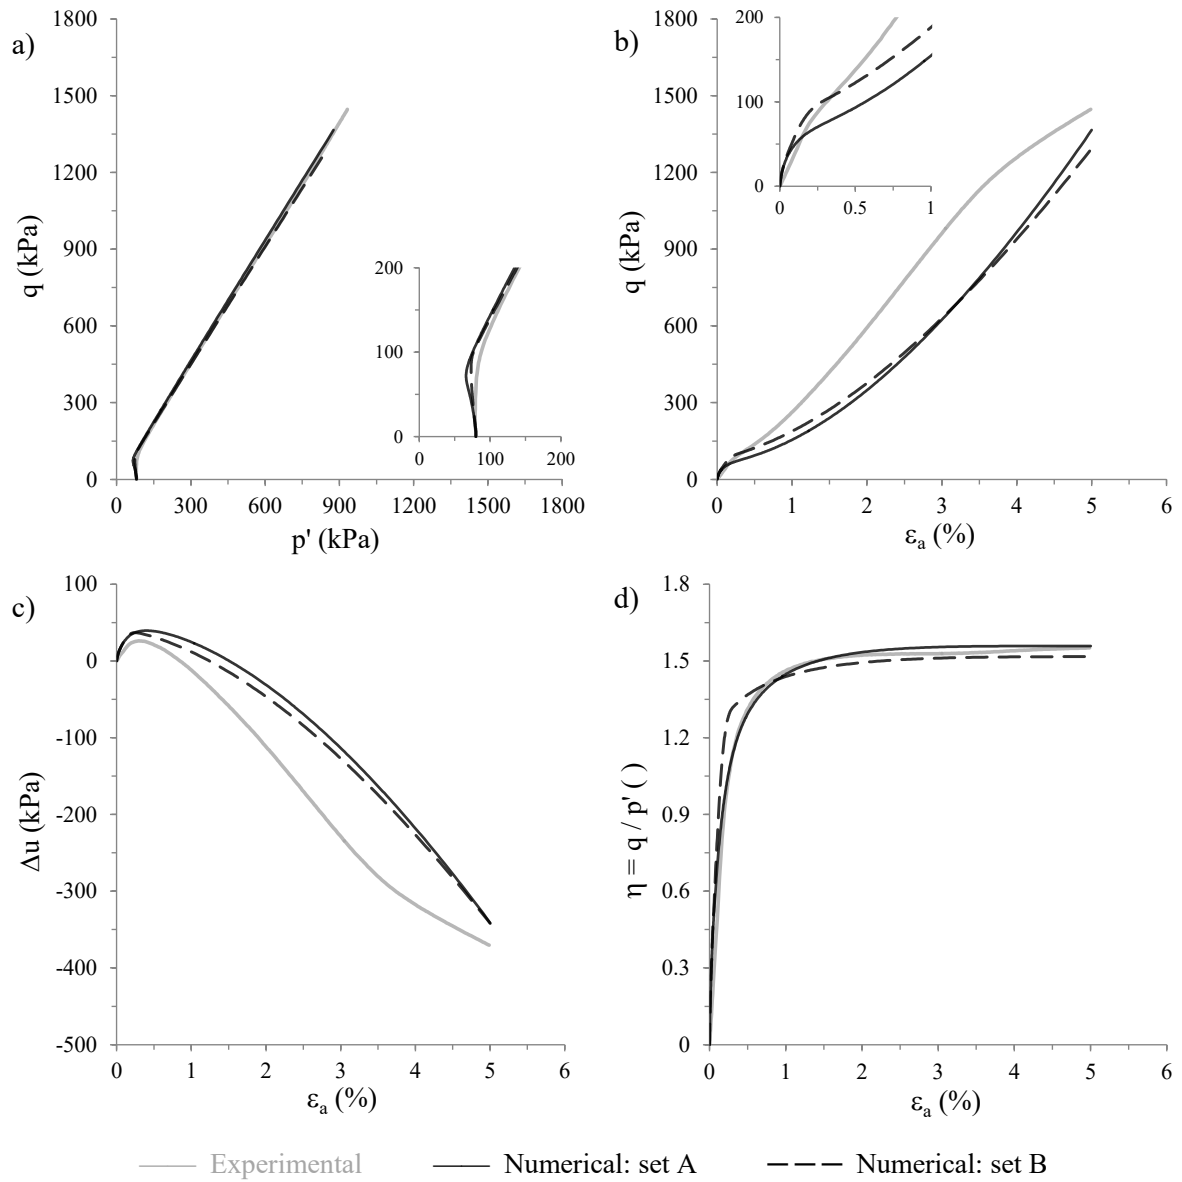 a)
1800
1500
1200
900
600
300
0
q (kPa)
0 300 600 900 1200 1500 1800
p' (kPa)
200
100
0
0 100 200
b)
1800
1500
1200
900
600
300
0
q (kPa)
0 1 2 3 4 5 6
εa (%)
200
100
0
0 0.5 1
c)
100
0
-100
-200
-300
-400
-500
Δu (kPa)
0 1 2 3 4 5 6
εa (%)
d)
1.8
1.5
1.2
0.9
0.6
0.3
0
η = q / p' ( )
0 1 2 3 4 5 6
εa (%)
Experimental Numerical: set A Numerical: set B